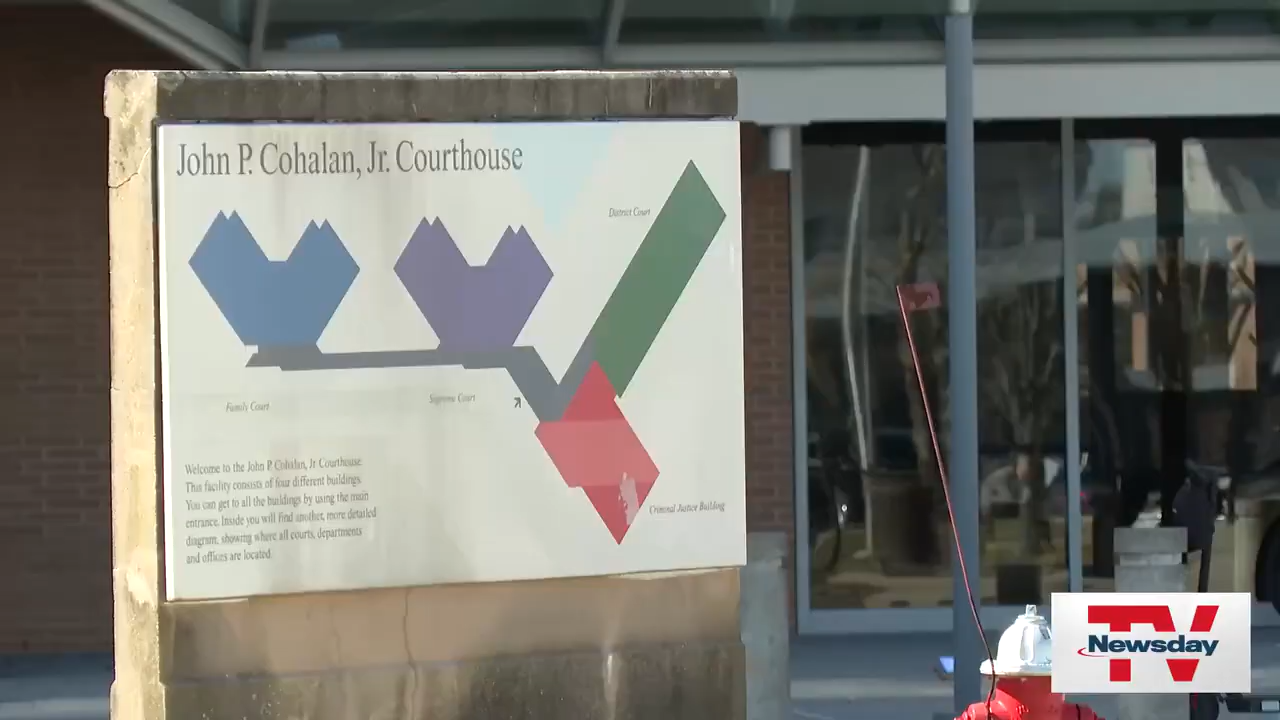 John P. Cohalan, Jr. Courthouse
District Court
Family Court
Supreme Court
Welcome to the John P. Cohalan, Jr. Courthouse.
This facility consists of four different buildings.
You can get to all the buildings by using the main
entrance. Inside you will find another, more detailed
diagram, showing where all courts, departments
and offices are located.
Criminal Justice Building
TV
Newsday